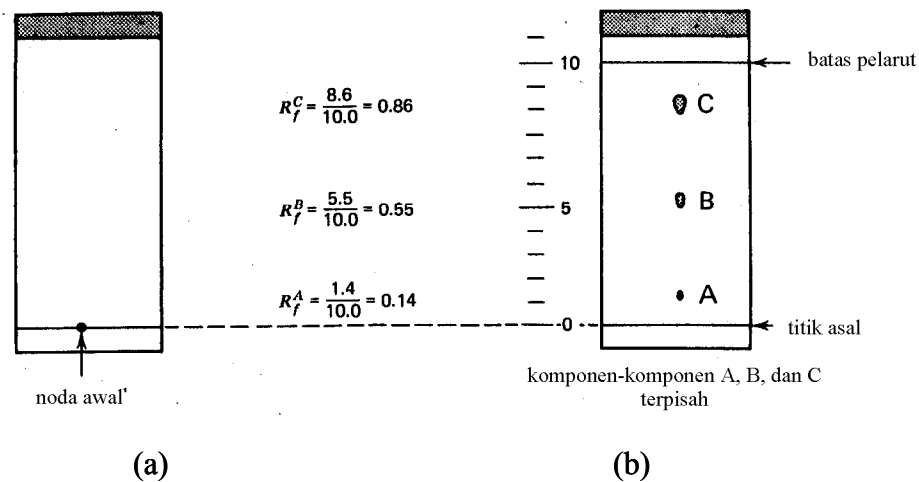 10
batas pelarut
C
R_f^C = 8.6/10.0 = 0.86
B
R_f^B = 5.5/10.0 = 0.55
5
A
R_f^A = 1.4/10.0 = 0.14
0
titik asal
noda awal
komponen-komponen A, B, dan C
terpisah
(a)
(b)